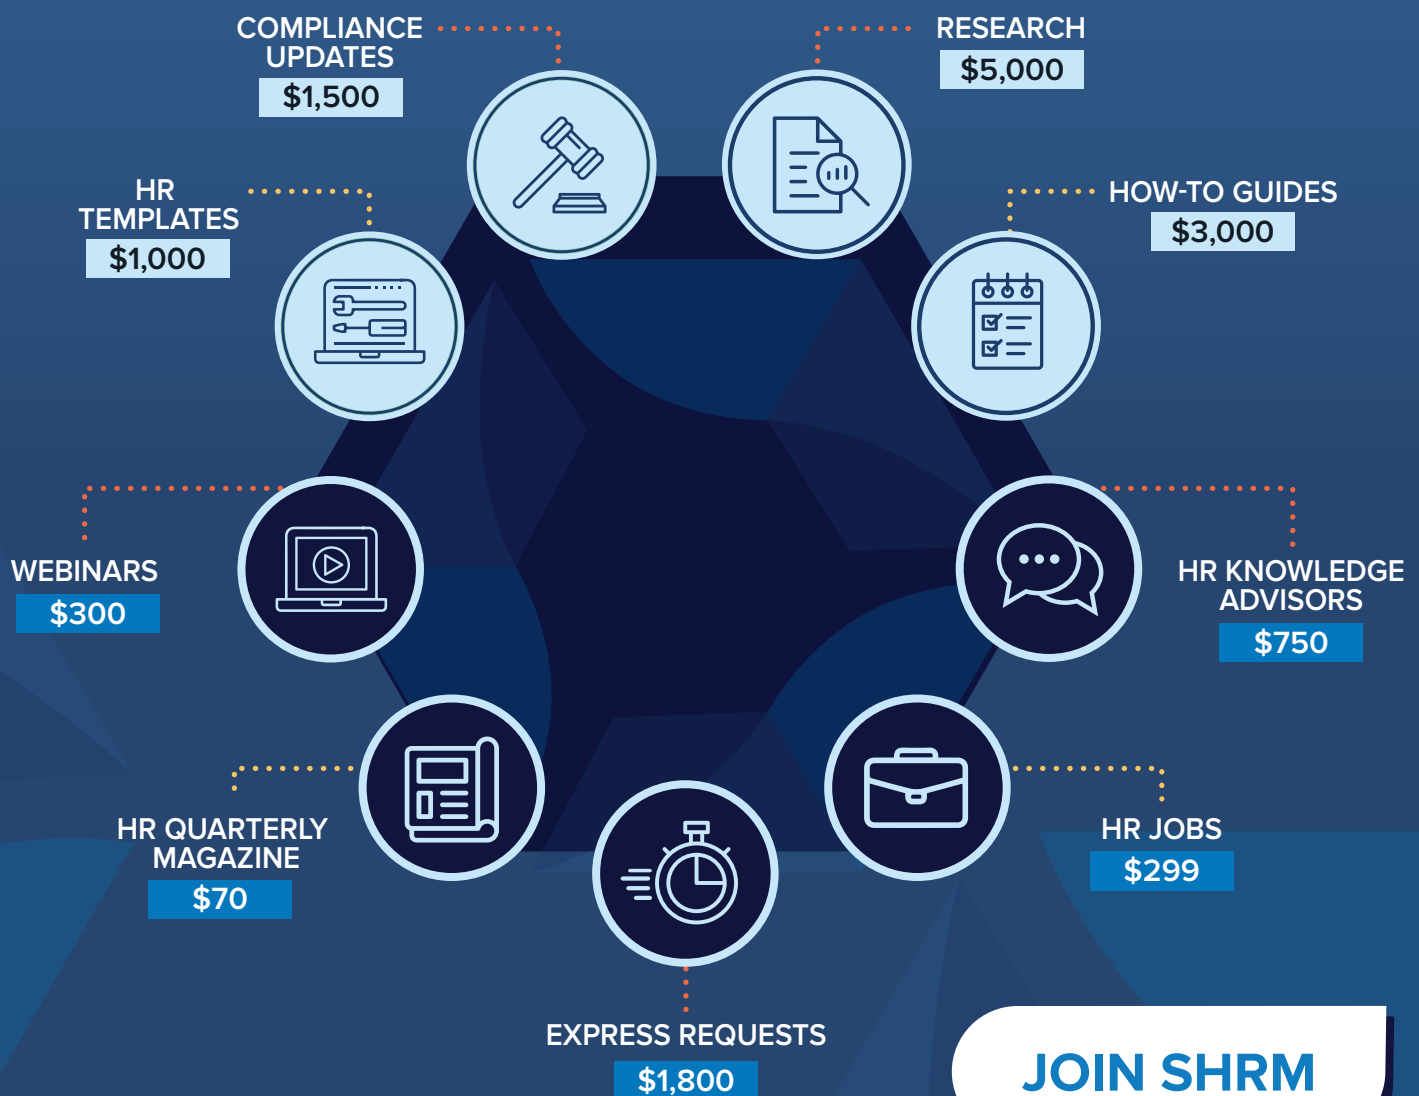 COMPLIANCE
UPDATES
$1,500
RESEARCH
$5,000
HR
TEMPLATES
$1,000
HOW-TO GUIDES
$3,000
WEBINARS
$300
HR KNOWLEDGE
ADVISORS
$750
HR QUARTERLY
MAGAZINE
$70
HR JOBS
$299
EXPRESS REQUESTS
$1,800
JOIN SHRM